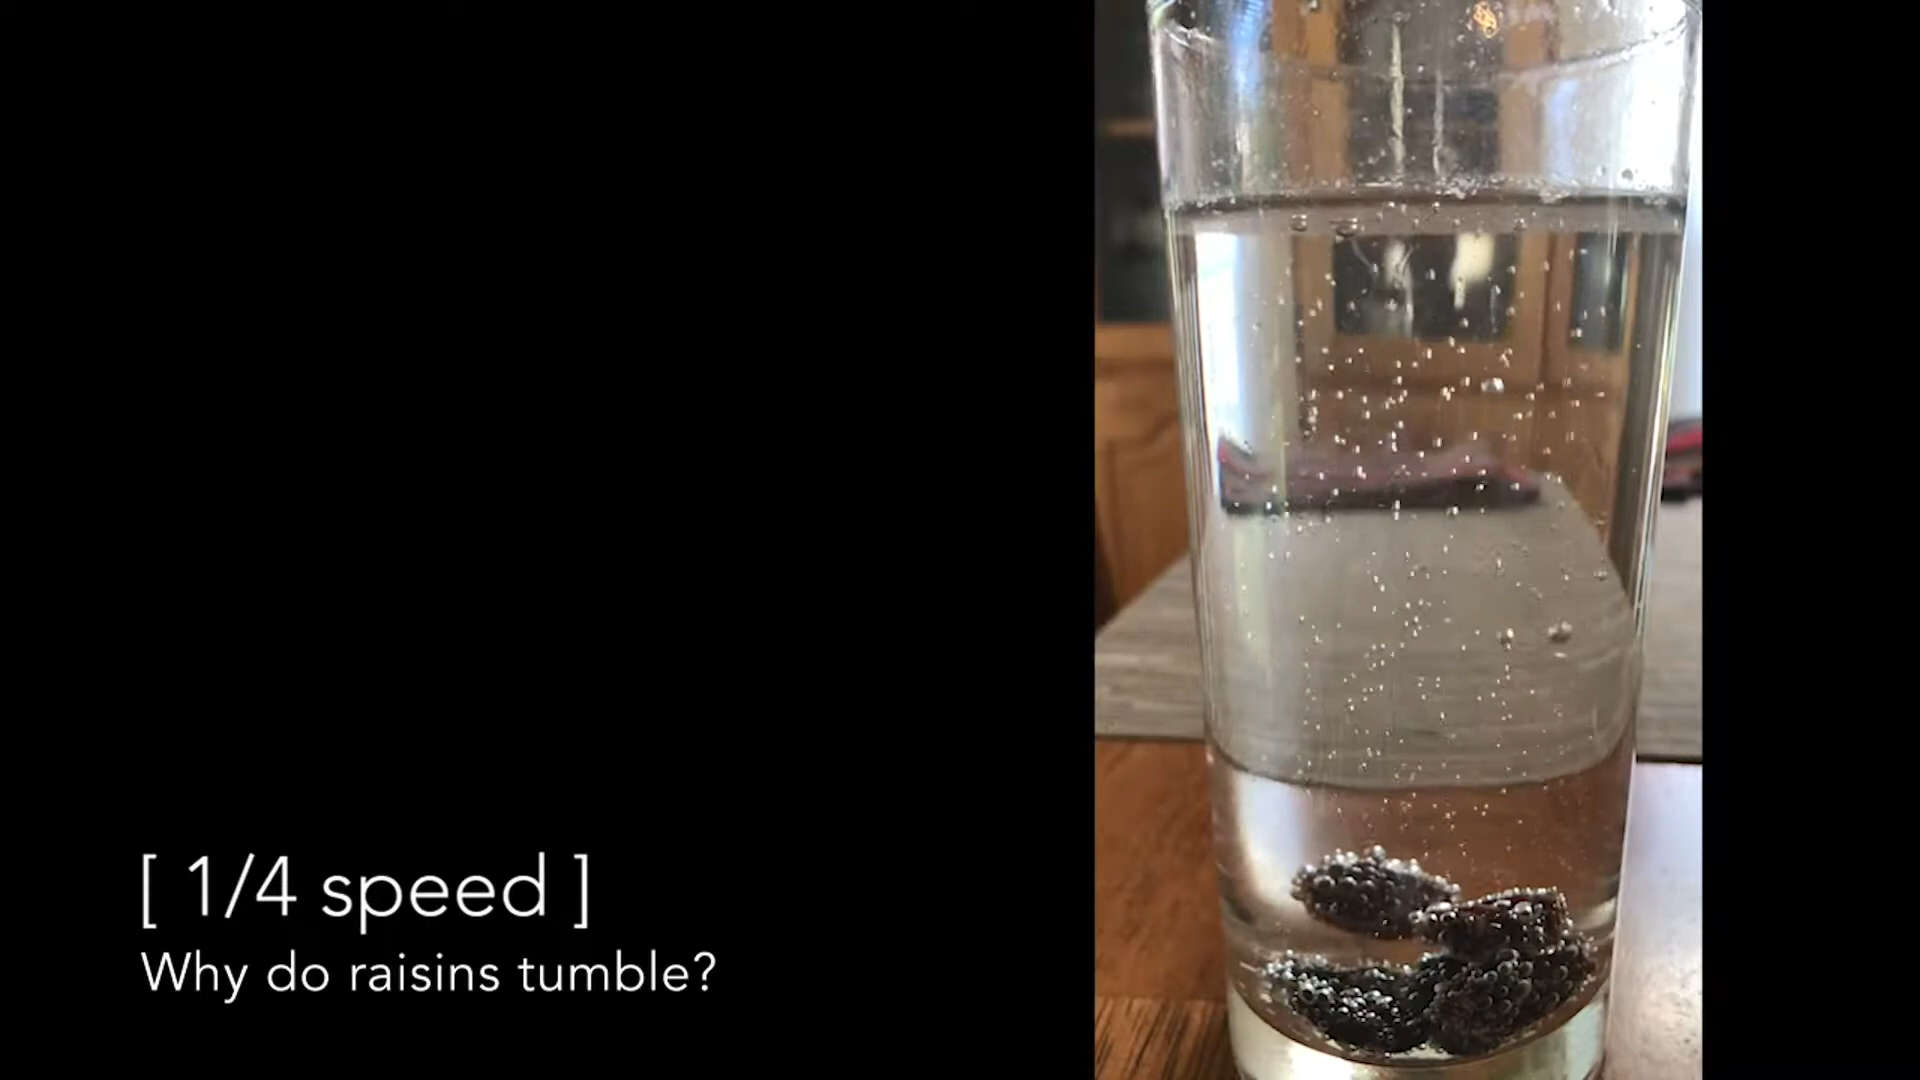 [ 1/4 speed ]
Why do raisins tumble?